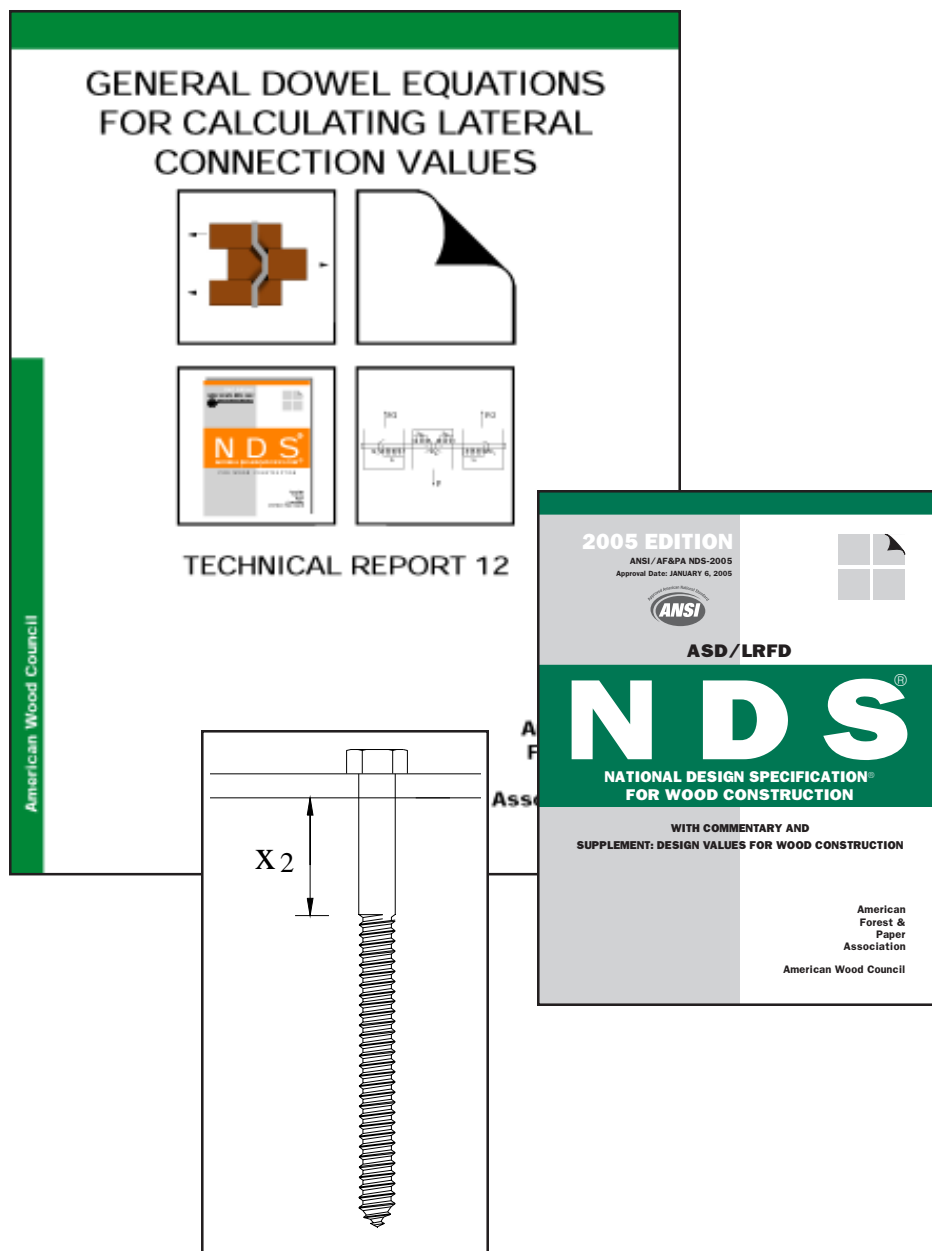 GENERAL DOWEL EQUATIONS
FOR CALCULATING LATERAL
CONNECTION VALUES
N D S
®
TECHNICAL REPORT 12
American Wood Council
A
F
Asso
2005 EDITION
ANSI/AF&PA NDS-2005
Approval Date: JANUARY 6, 2005
ANSI
ASD/LRFD
N D S
®
NATIONAL DESIGN SPECIFICATION®
FOR WOOD CONSTRUCTION
WITH COMMENTARY AND
SUPPLEMENT: DESIGN VALUES FOR WOOD CONSTRUCTION
American
Forest &
Paper
Association
American Wood Council
X 2